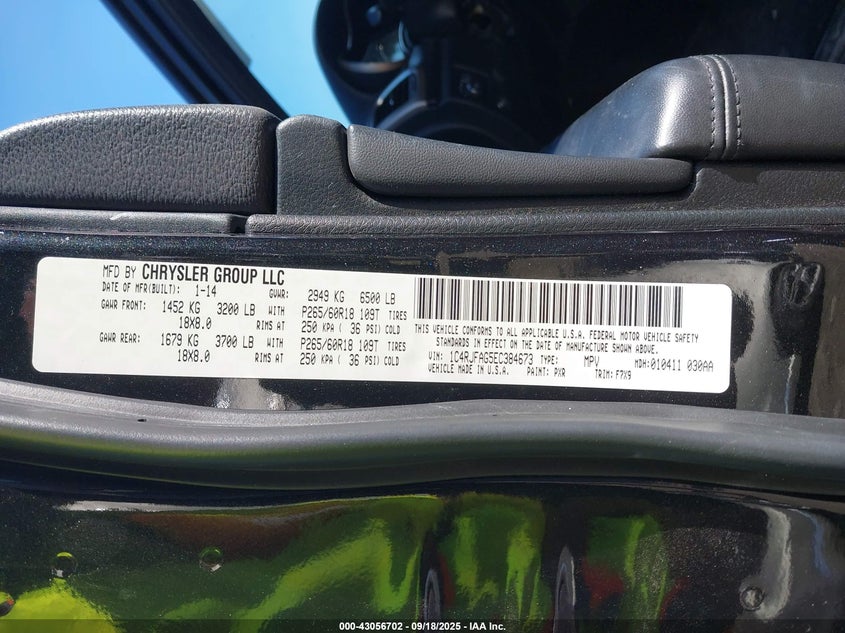 MFD BY CHRYSLER GROUP LLC
DATE OF MFR(BUILT): 1-14 GVWR: 2949 KG 6500 LB
GAWR FRONT: 1452 KG 3200 LB WITH P265/60R18 109T TIRES
18X8.0 RIMS AT 250 KPA ( 36 PSI) COLD
GAWR REAR: 1679 KG 3700 LB WITH P265/60R18 109T TIRES
18X8.0 RIMS AT 250 KPA ( 36 PSI) COLD
THIS VEHICLE CONFORMS TO ALL APPLICABLE U.S.A. FEDERAL MOTOR VEHICLE SAFETY
STANDARDS IN EFFECT ON THE DATE OF MANUFACTURE SHOWN ABOVE.
VIN: 1C4RJFAG5EC384673 TYPE: MPV MDH:010411 030AA
VEHICLE MADE IN U.S.A. PAINT: PXR TRIM: F7X9
000-43056702 - 09/18/2025 - IAA Inc.